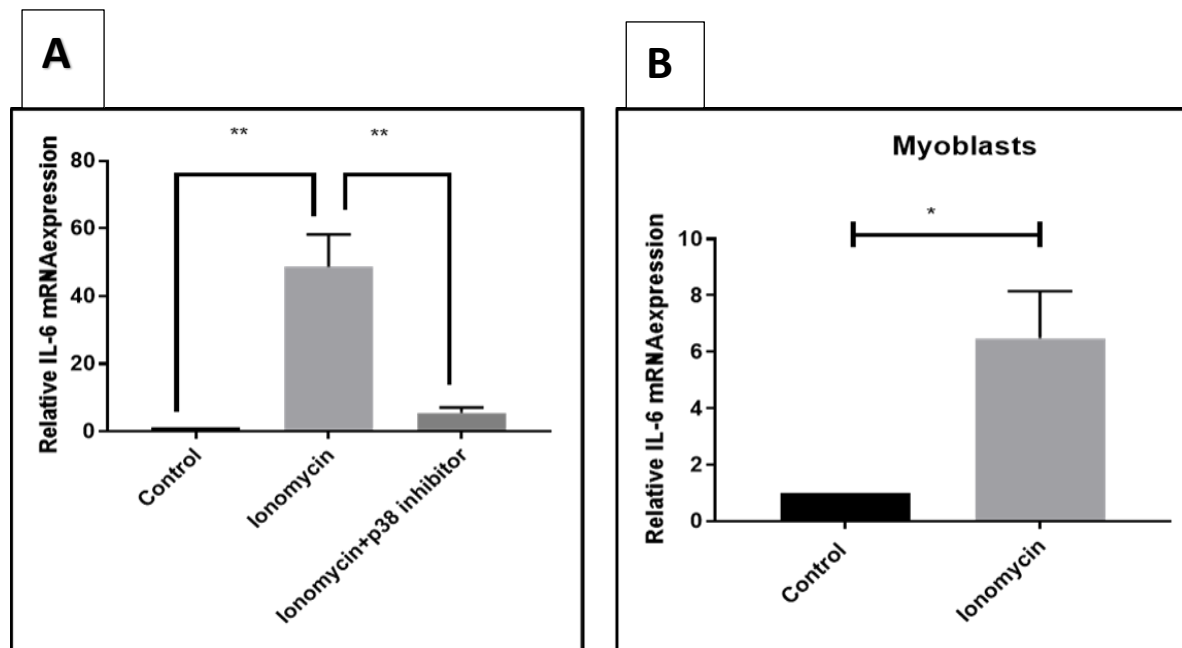 A
**
**
Relative IL-6 mRNAexpression
80
60
40
20
0
Control
Ionomycin
Ionomycin+p38 inhibitor
B
Myoblasts
*
Relative IL-6 mRNAexpression
10
8
6
4
2
0
Control
Ionomycin